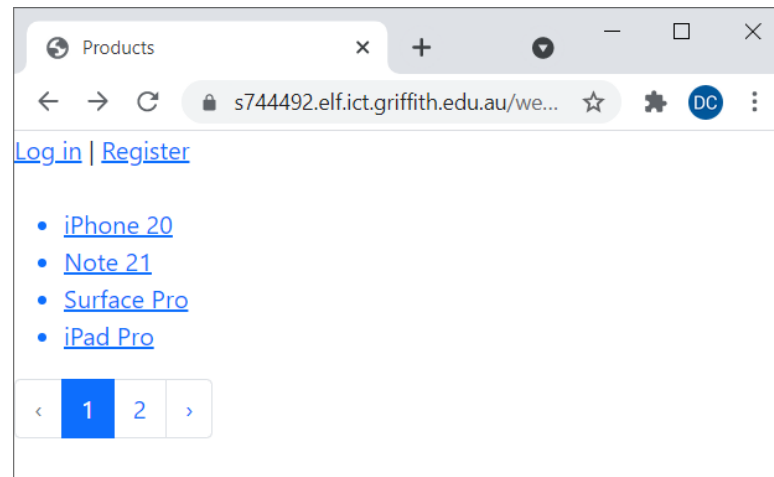 Products
s744492.elf.ict.griffith.edu.au/we...
DC
Log in | Register
iPhone 20
Note 21
Surface Pro
iPad Pro
‹ 1 2 ›